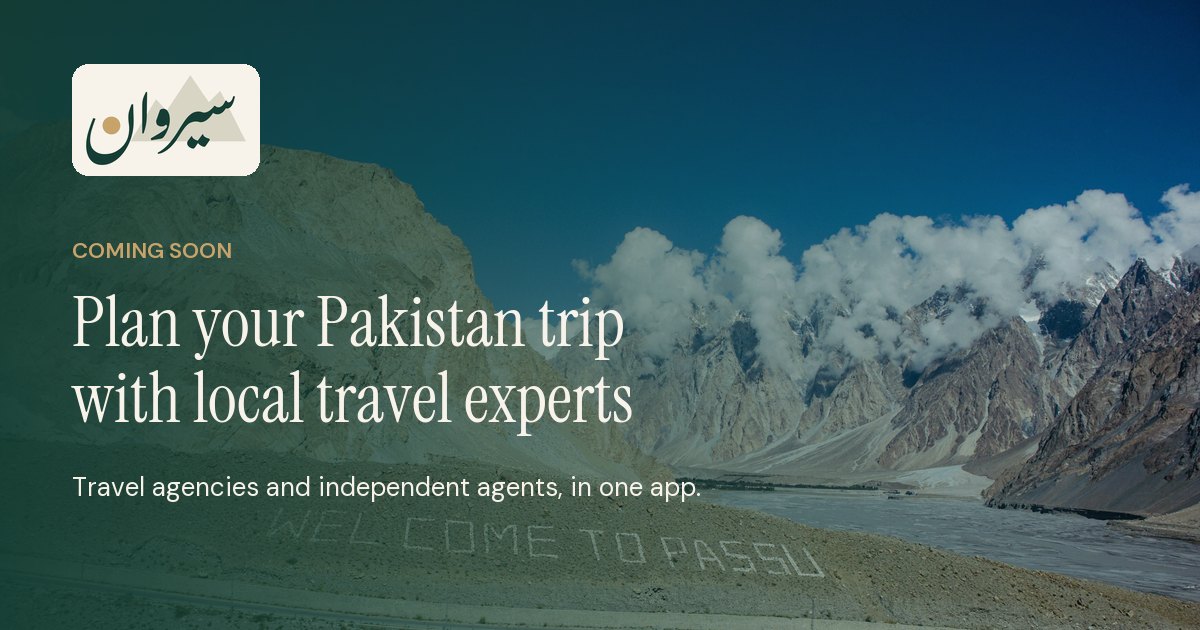 سیروان
COMING SOON
Plan your Pakistan trip
with local travel experts
Travel agencies and independent agents, in one app.
WEL COME TO PASSU